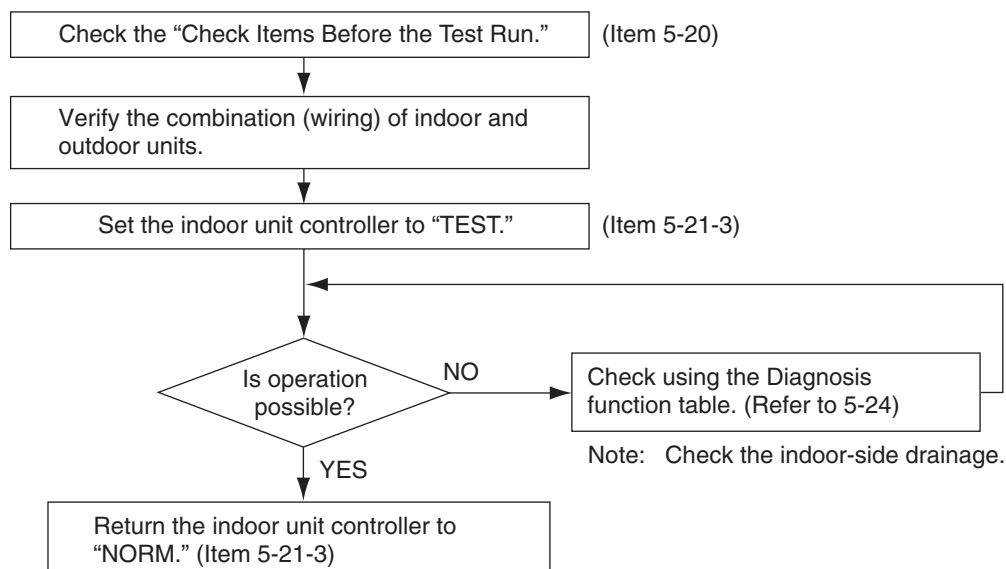 Check the “Check Items Before the Test Run.”
(Item 5-20)
Verify the combination (wiring) of indoor and
outdoor units.
Set the indoor unit controller to “TEST.”
(Item 5-21-3)
Is operation
possible?
NO
Check using the Diagnosis
function table. (Refer to 5-24)
Note: Check the indoor-side drainage.
YES
Return the indoor unit controller to
“NORM.” (Item 5-21-3)